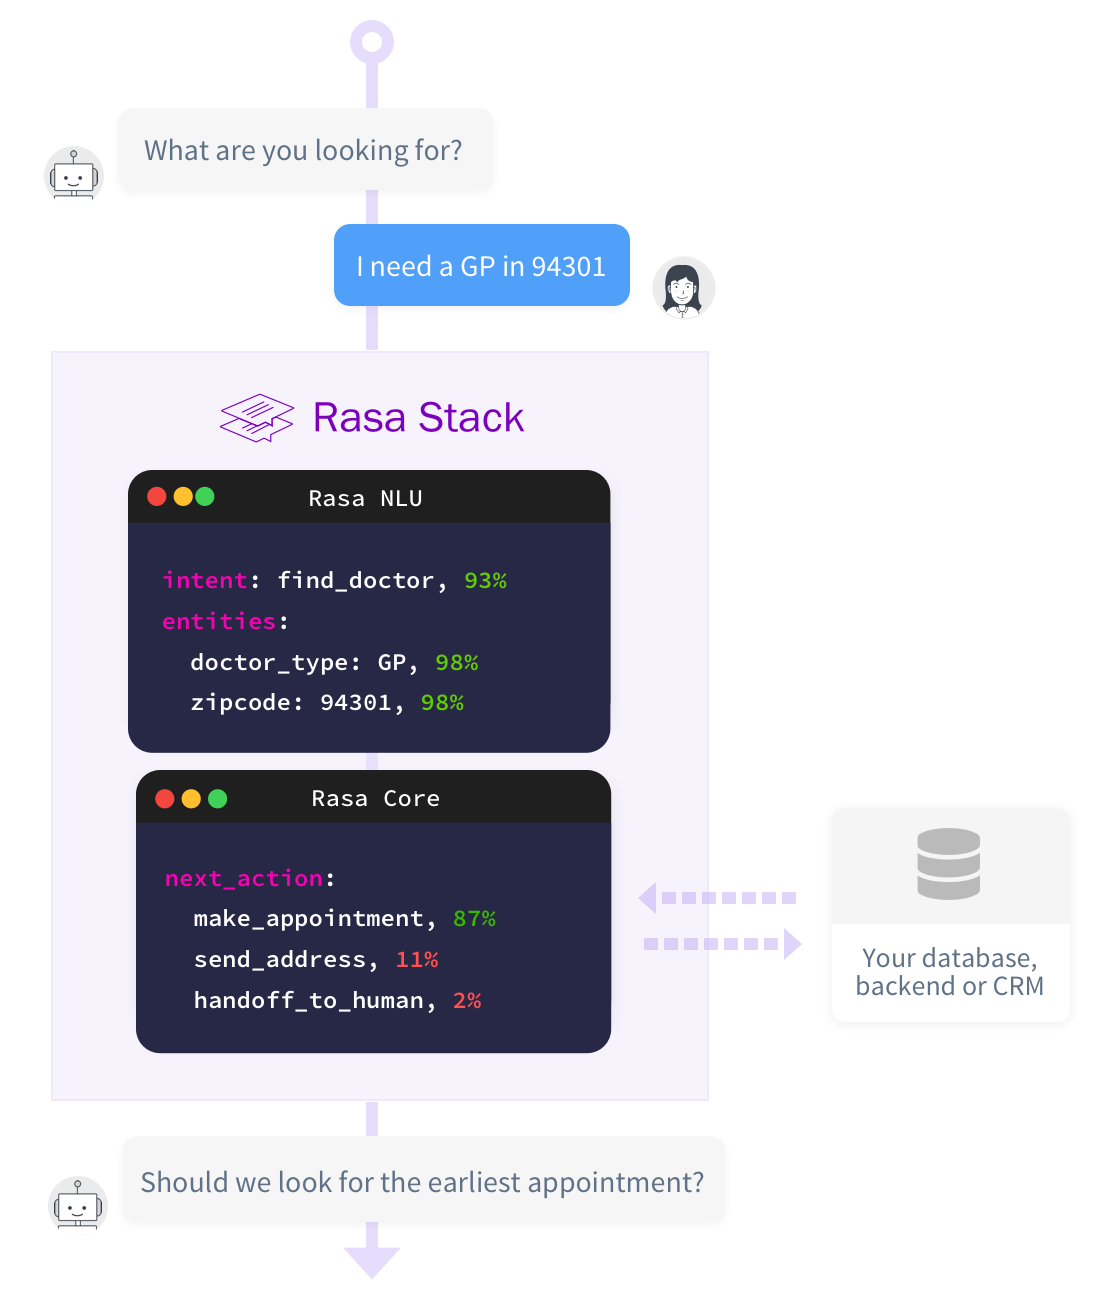 What are you looking for?
I need a GP in 94301
Rasa Stack
Rasa NLU
intent: find_doctor, 93%
entities:
doctor_type: GP, 98%
zipcode: 94301, 98%
Rasa Core
next_action:
make_appointment, 87%
send_address, 11%
handoff_to_human, 2%
Your database,
backend or CRM
Should we look for the earliest appointment?